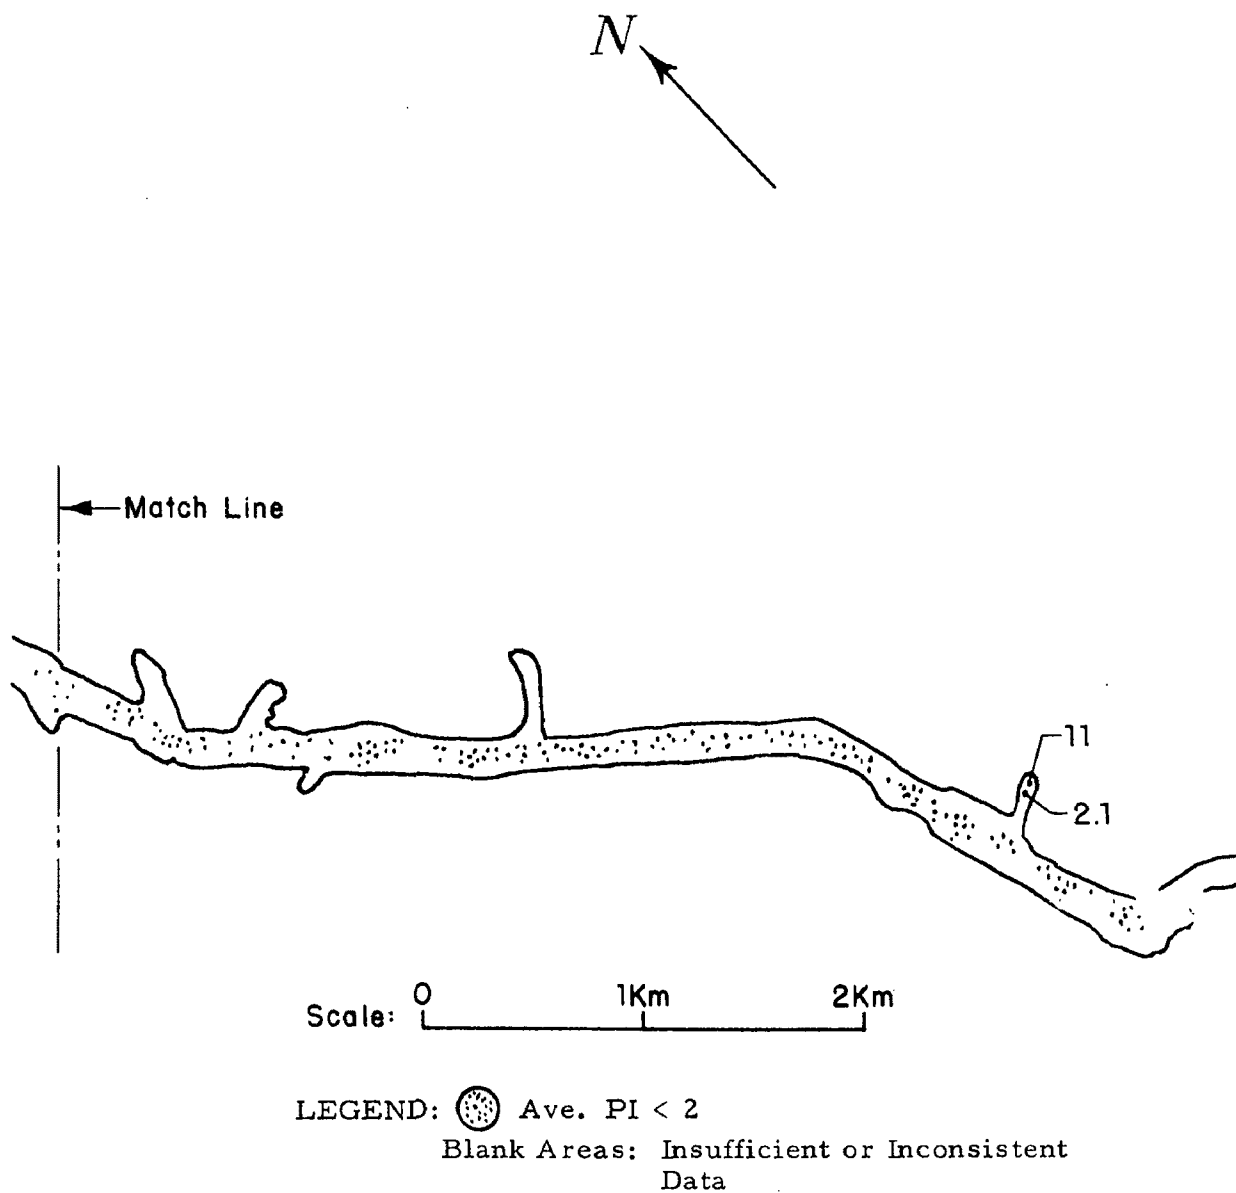 N
Match Line
11
2.1
Scale: 0 1Km 2Km
LEGEND: Ave. PI < 2
Blank Areas: Insufficient or Inconsistent
Data